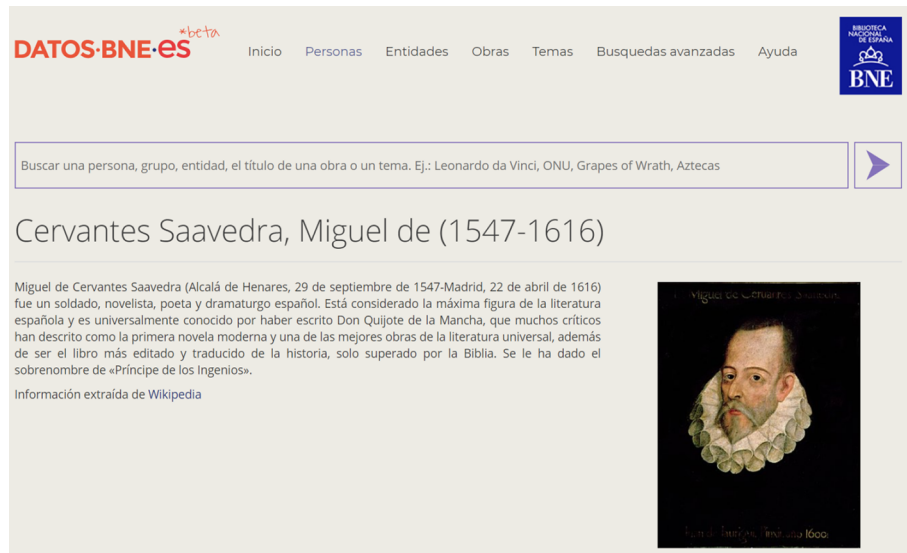 DATOS·BNE·eS *beta
Inicio Personas Entidades Obras Temas Busquedas avanzadas Ayuda
BIBLIOTECA
NACIONAL
DE ESPAÑA
BNE
Buscar una persona, grupo, entidad, el título de una obra o un tema. Ej.: Leonardo da Vinci, ONU, Grapes of Wrath, Aztecas
Cervantes Saavedra, Miguel de (1547-1616)
Miguel de Cervantes Saavedra (Alcalá de Henares, 29 de septiembre de 1547-Madrid, 22 de abril de 1616)
fue un soldado, novelista, poeta y dramaturgo español. Está considerado la máxima figura de la literatura
española y es universalmente conocido por haber escrito Don Quijote de la Mancha, que muchos críticos
han descrito como la primera novela moderna y una de las mejores obras de la literatura universal, además
de ser el libro más editado y traducido de la historia, solo superado por la Biblia. Se le ha dado el
sobrenombre de «Príncipe de los Ingenios».
Información extraída de Wikipedia
Miguel de Cervantes
1600